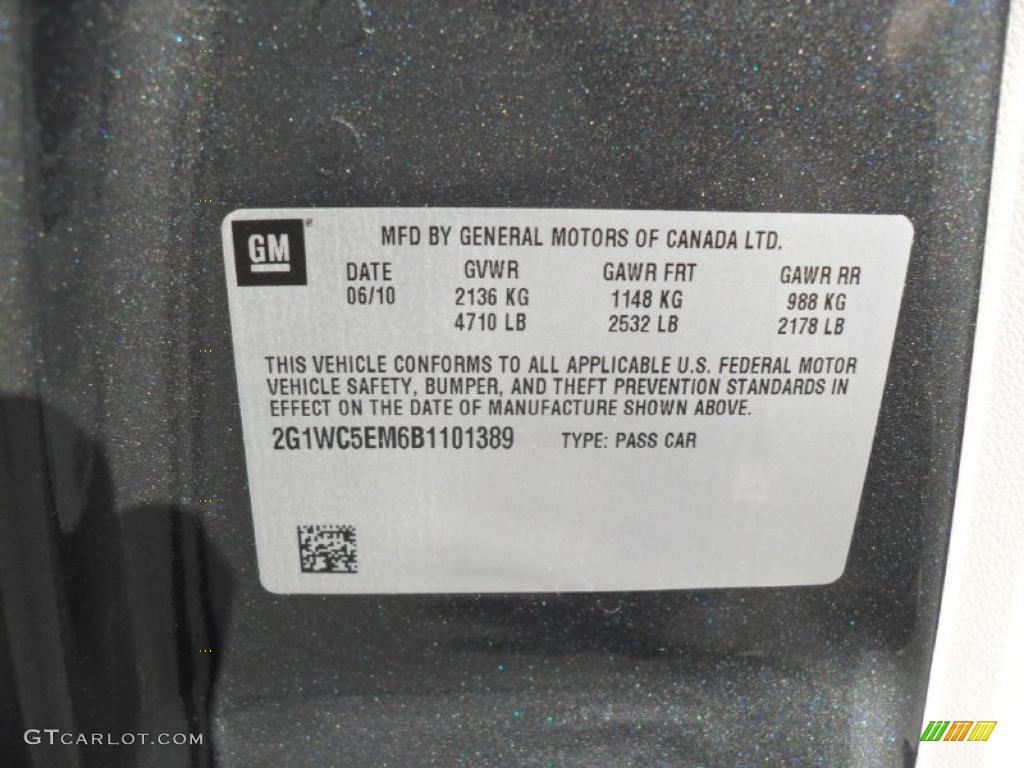 GM ®
MFD BY GENERAL MOTORS OF CANADA LTD.
DATE GVWR GAWR FRT GAWR RR
06/10 2136 KG 1148 KG 988 KG
4710 LB 2532 LB 2178 LB
THIS VEHICLE CONFORMS TO ALL APPLICABLE U.S. FEDERAL MOTOR
VEHICLE SAFETY, BUMPER, AND THEFT PREVENTION STANDARDS IN
EFFECT ON THE DATE OF MANUFACTURE SHOWN ABOVE.
2G1WC5EM6B1101389 TYPE: PASS CAR
GTCARLOT.COM